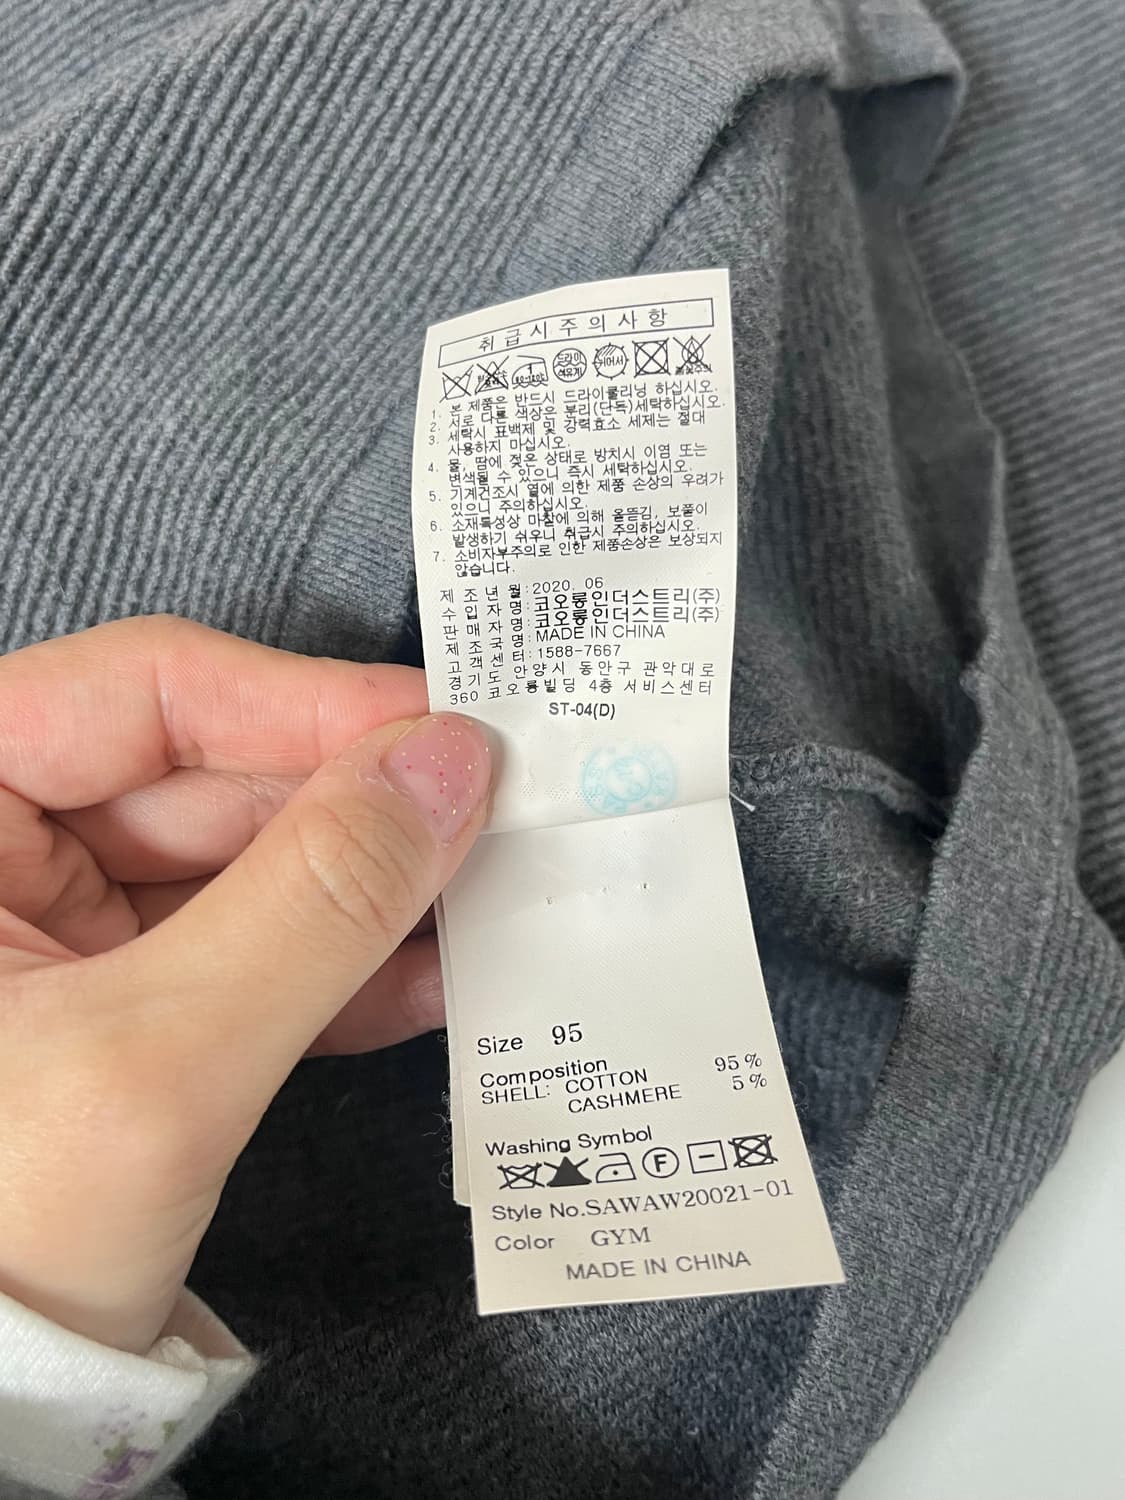 취급시주의사항
드라이
석유계
뉘어서
1. 본 제품은 반드시 드라이클리닝 하십시오.
2. 서로 다른 색상은 분리(단독)세탁하십시오.
3. 세탁시 표백제 및 강력효소 세제는 절대
사용하지 마십시오.
4. 물, 땀에 젖은 상태로 방치시 이염 또는
변색될 수 있으니 즉시 세탁하십시오.
5. 기계건조시 열에 의한 제품 손상의 우려가
있으니 주의하십시오.
6. 소재특성상 마찰에 의해 올뜯김, 보풀이
발생하기 쉬우니 취급시 주의하십시오.
7. 소비자부주의로 인한 제품손상은 보상되지
않습니다.
제 조 년 월:2020. 06
수 입 자 명:코오롱인더스트리(주)
판 매 자 명:코오롱인더스트리(주)
제 조 국 명:MADE IN CHINA
고객센터:1588-7667
경기도 안양시 동안구 관악대로
360 코오롱빌딩 4층 서비스센터
ST-04(D)
Size 95
Composition
SHELL: COTTON 95%
CASHMERE 5%
Washing Symbol
F
Style No.SAWAW20021-01
Color GYM
MADE IN CHINA